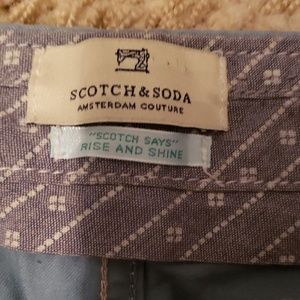 SCOTCH & SODA
AMSTERDAM COUTURE
"SCOTCH SAYS"
RISE AND SHINE